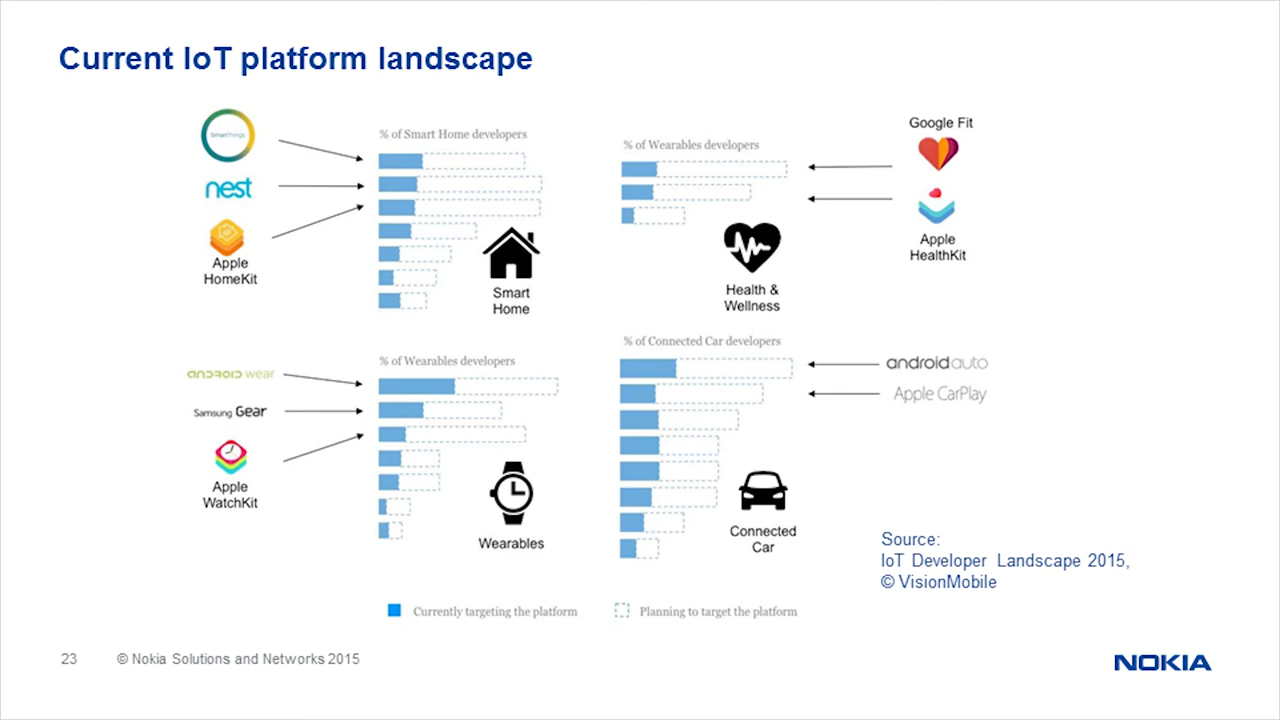 Current IoT platform landscape
SmartThings
nest
Apple
HomeKit
% of Smart Home developers
Smart
Home
% of Wearables developers
Health &
Wellness
Google Fit
Apple
HealthKit
android wear
Samsung Gear
Apple
WatchKit
% of Wearables developers
Wearables
% of Connected Car developers
Connected
Car
android auto
Apple CarPlay
Source:
IoT Developer Landscape 2015,
© VisionMobile
Currently targeting the platform
Planning to target the platform
23
© Nokia Solutions and Networks 2015
NOKIA